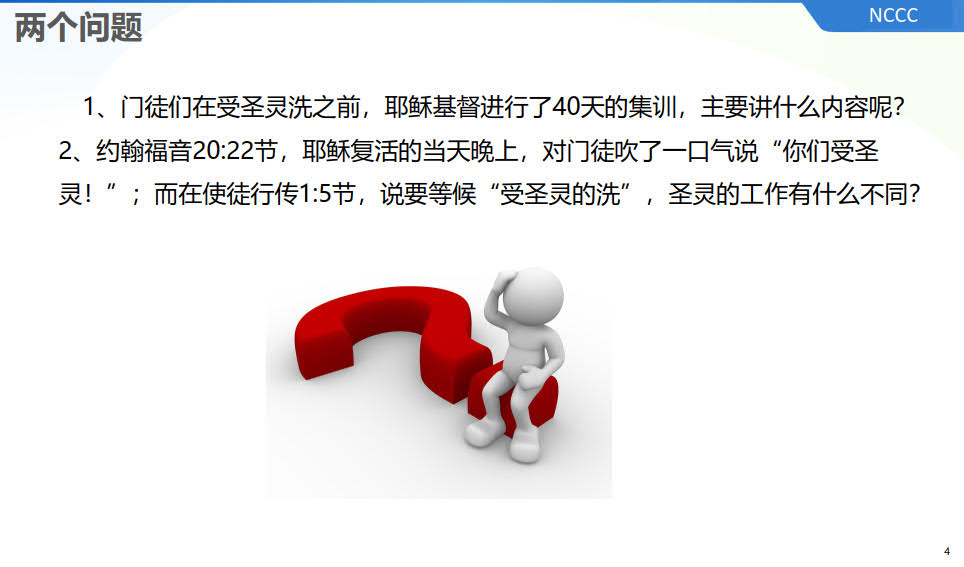 两个问题
NCCC
1、门徒们在受圣灵洗之前，耶稣基督进行了40天的集训，主要讲什么内容呢？
2、约翰福音20:22节，耶稣复活的当天晚上，对门徒吹了一口气说“你们受圣
灵！”；而在使徒行传1:5节，说要等候“受圣灵的洗”，圣灵的工作有什么不同？
4